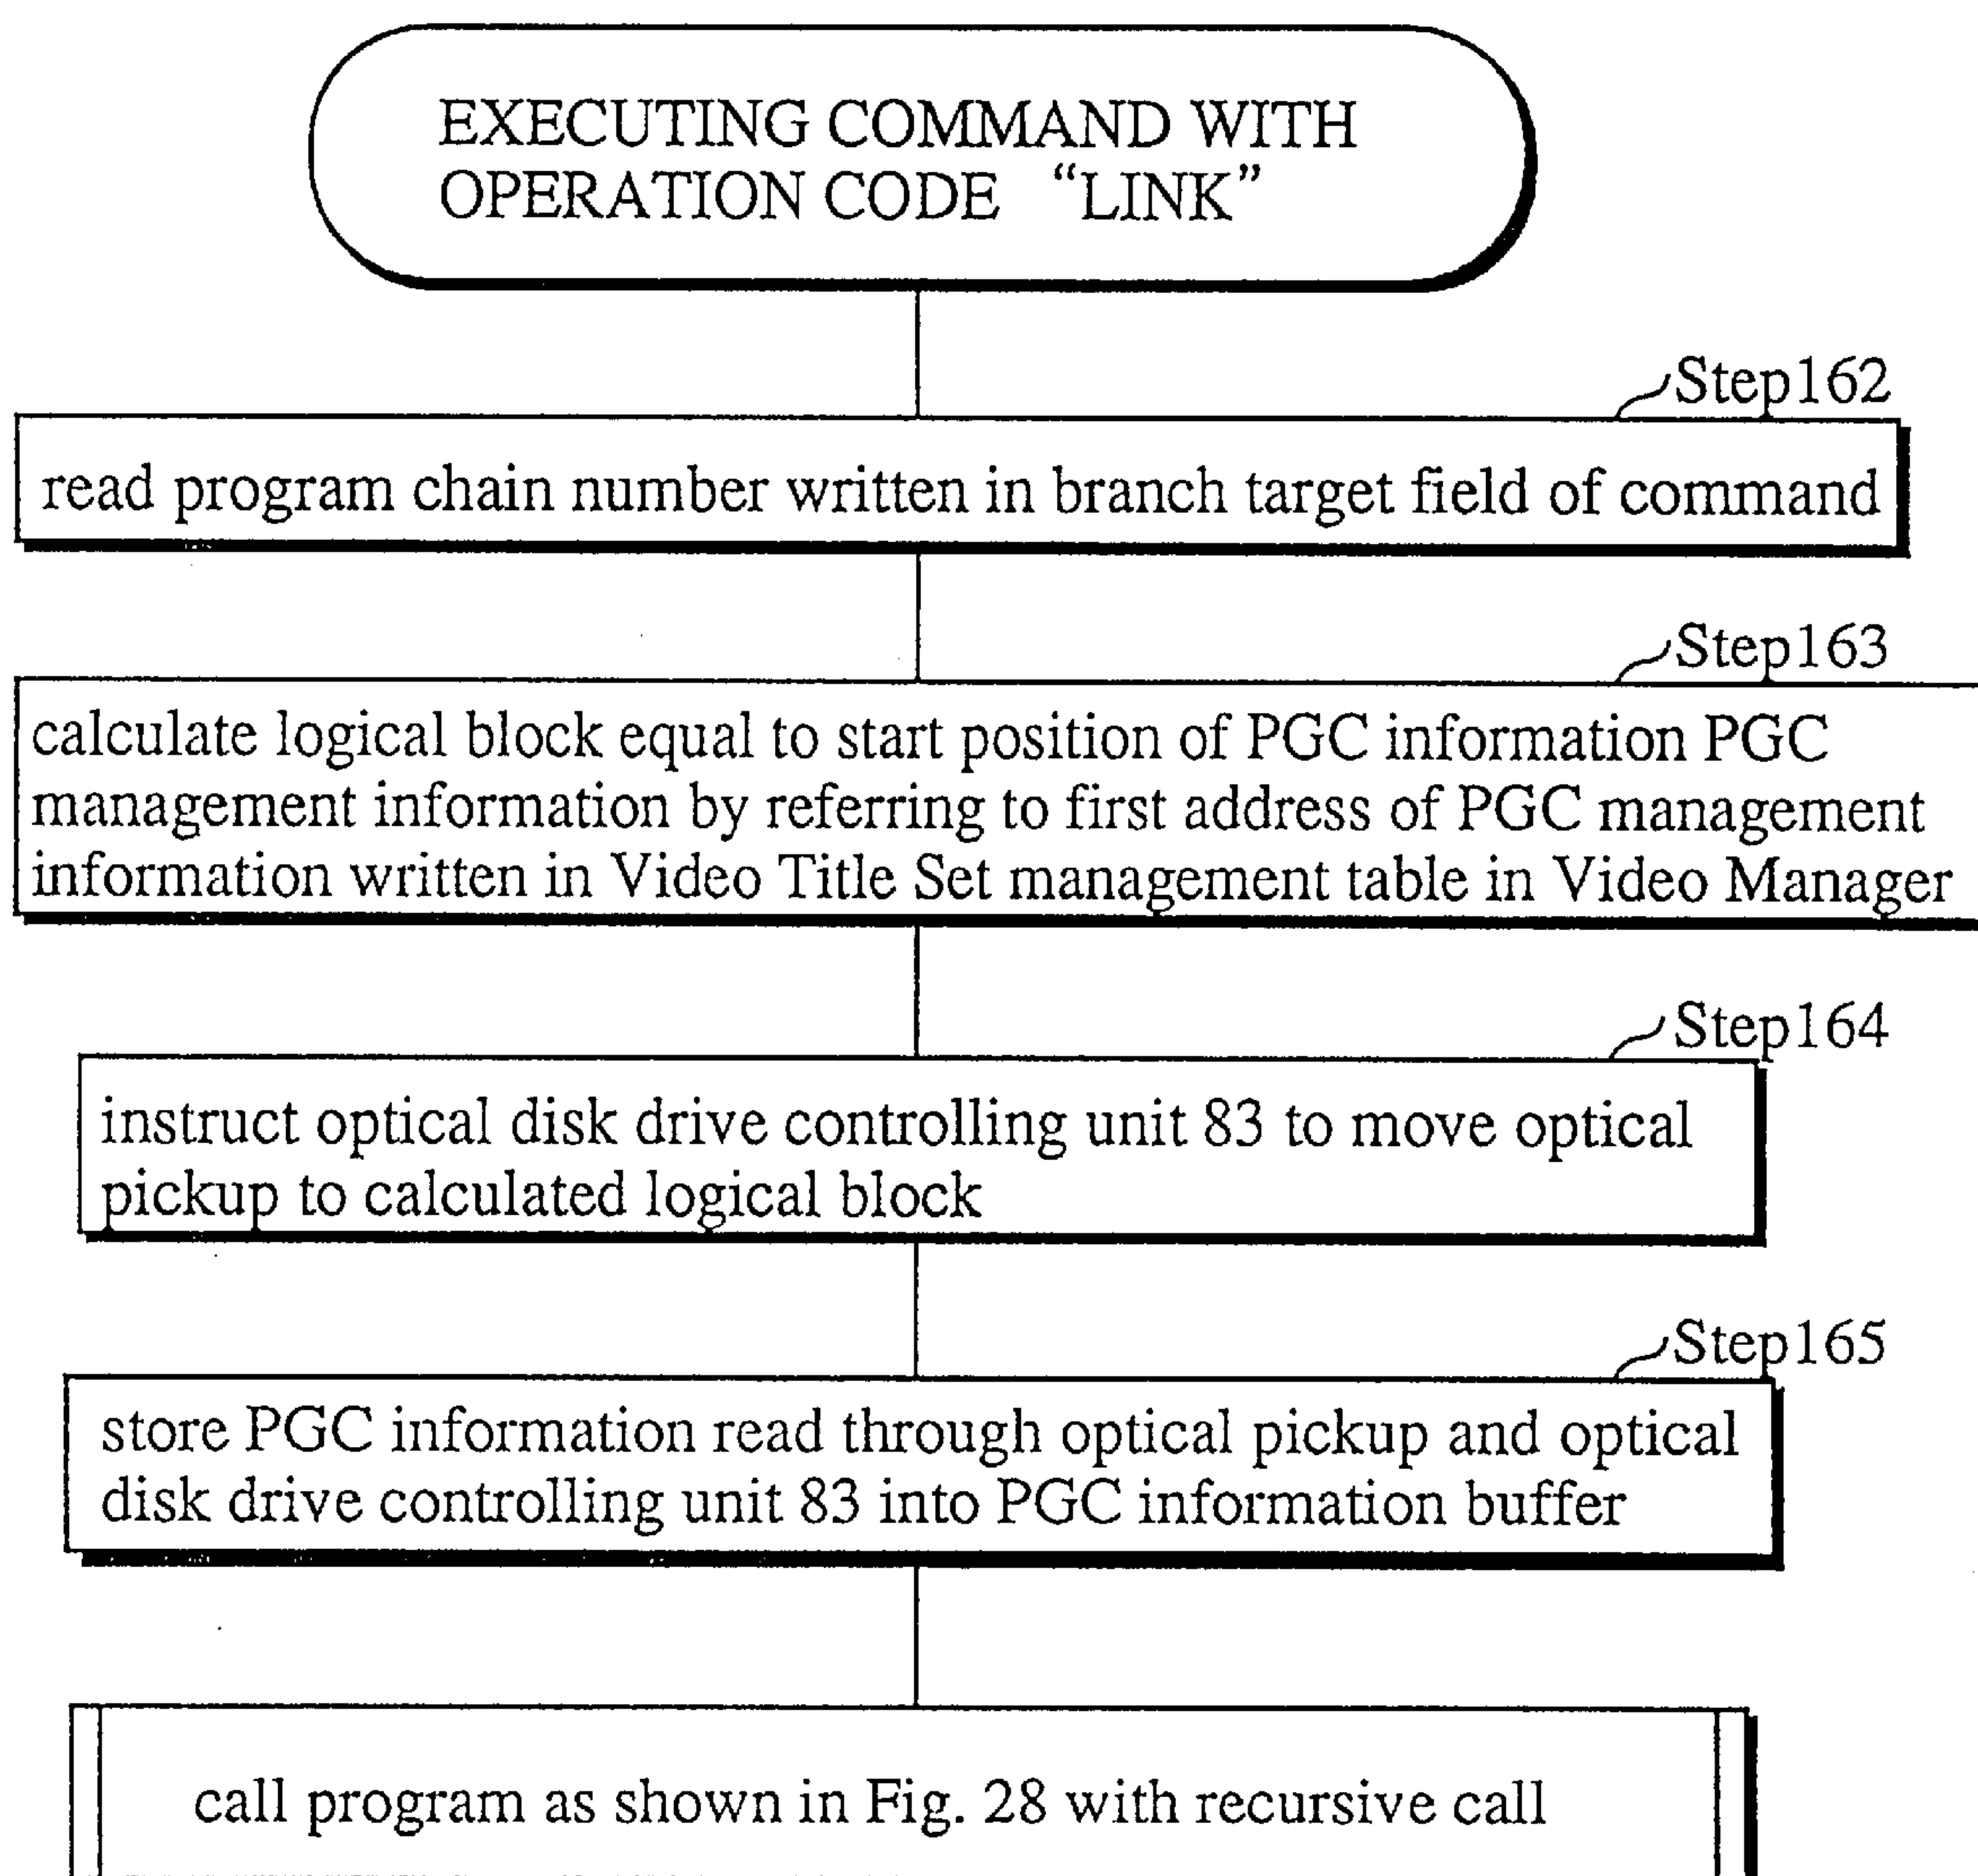 EXECUTING COMMAND WITH
OPERATION CODE “LINK”
Step162
read program chain number written in branch target field of command
Step163
calculate logical block equal to start position of PGC information PGC
management information by referring to first address of PGC management
information written in Video Title Set management table in Video Manager
Step164
instruct optical disk drive controlling unit 83 to move optical
pickup to calculated logical block
Step165
store PGC information read through optical pickup and optical
disk drive controlling unit 83 into PGC information buffer
call program as shown in Fig. 28 with recursive call